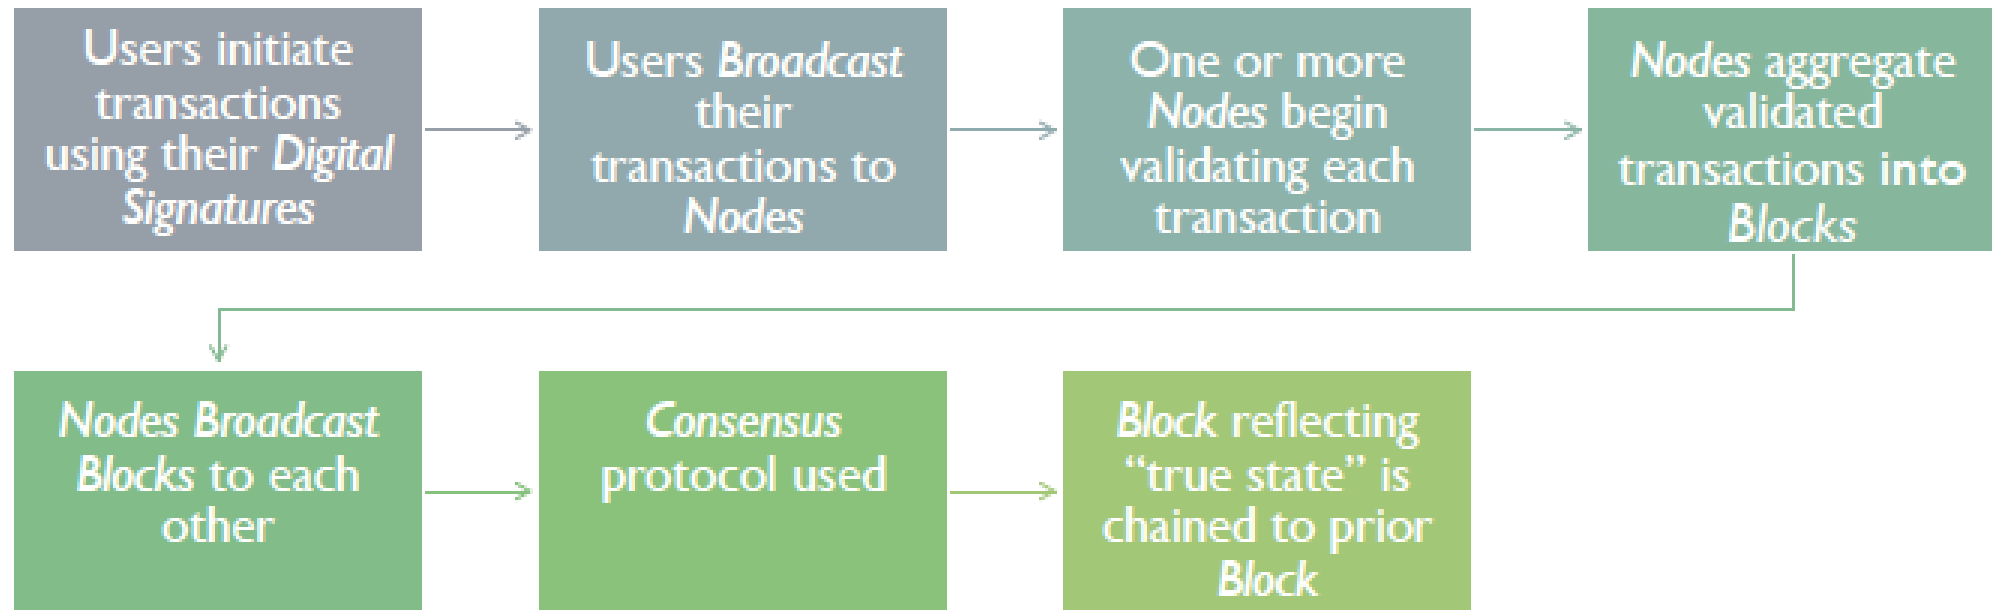 Users initiate
transactions
using their Digital
Signatures
Users Broadcast
their
transactions to
Nodes
One or more
Nodes begin
validating each
transaction
Nodes aggregate
validated
transactions into
Blocks
Nodes Broadcast
Blocks to each
other
Consensus
protocol used
Block reflecting
“true state” is
chained to prior
Block